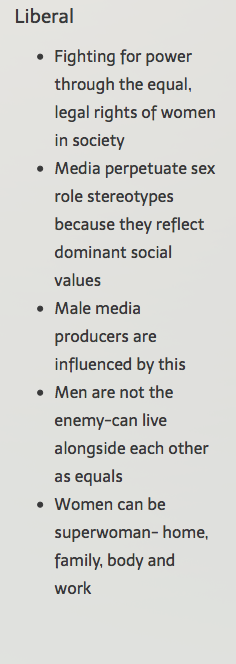 Liberal
• Fighting for power
through the equal,
legal rights of women
in society
• Media perpetuate sex
role stereotypes
because they reflect
dominant social
values
• Male media
producers are
influenced by this
• Men are not the
enemy-can live
alongside each other
as equals
• Women can be
superwoman- home,
family, body and
work